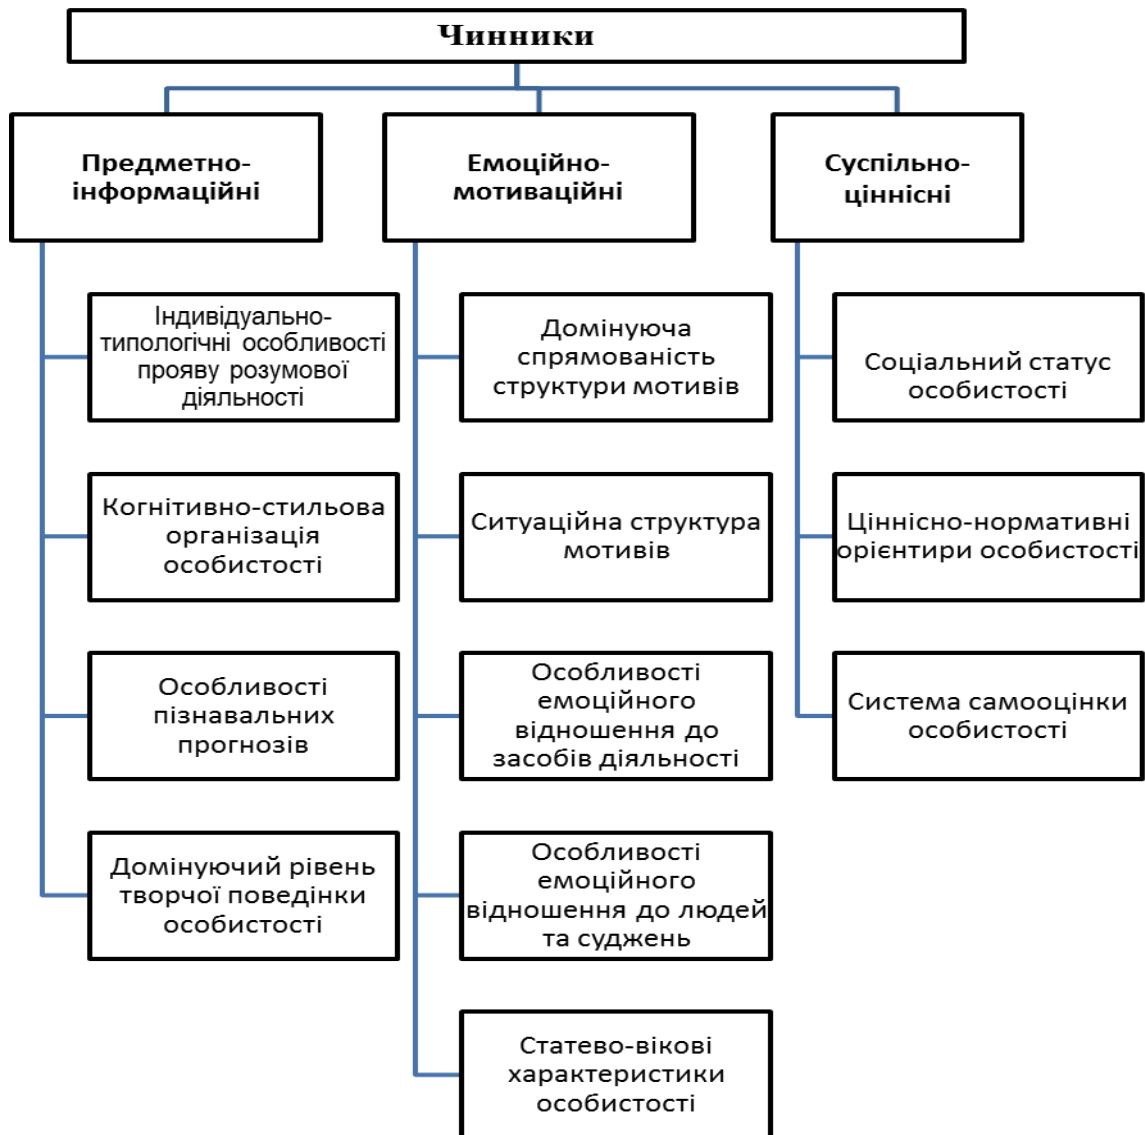 Чинники
Предметно-
інформаційні
Індивідуально-
типологічні особливості
прояву розумової
діяльності
Когнітивно-стильова
організація
особистості
Особливості
пізнавальних
прогнозів
Домінуючий рівень
творчої поведінки
особистості
Емоційно-
мотиваційні
Домінуюча
спрямованість
структури мотивів
Ситуаційна структура
мотивів
Особливості
емоційного
відношення до
засобів діяльності
Особливості
емоційного
відношення до людей
та суджень
Статево-вікові
характеристики
особистості
Суспільно-
ціннісні
Соціальний статус
особистості
Ціннісно-нормативні
орієнтири особистості
Система самооцінки
особистості